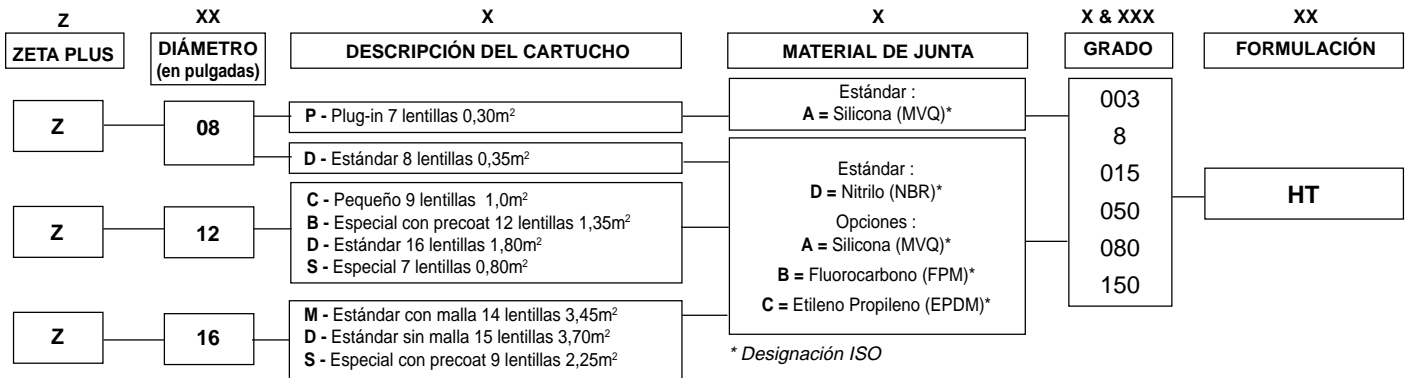 Z XX X X X & XXX XX
ZETA PLUS
DIÁMETRO
(en pulgadas)
DESCRIPCIÓN DEL CARTUCHO
MATERIAL DE JUNTA
GRADO
FORMULACIÓN
Z
08
P - Plug-in 7 lentillas 0,30m²
D - Estándar 8 lentillas 0,35m²
Z
12
C - Pequeño 9 lentillas 1,0m²
B - Especial con precoat 12 lentillas 1,35m²
D - Estándar 16 lentillas 1,80m²
S - Especial 7 lentillas 0,80m²
Z
16
M - Estándar con malla 14 lentillas 3,45m²
D - Estándar sin malla 15 lentillas 3,70m²
S - Especial con precoat 9 lentillas 2,25m²
Estándar :
A = Silicona (MVQ)*
Estándar :
D = Nitrilo (NBR)*
Opciones :
A = Silicona (MVQ)*
B = Fluorocarbono (FPM)*
C = Etileno Propileno (EPDM)*
* Designación ISO
003
8
015
050
080
150
HT